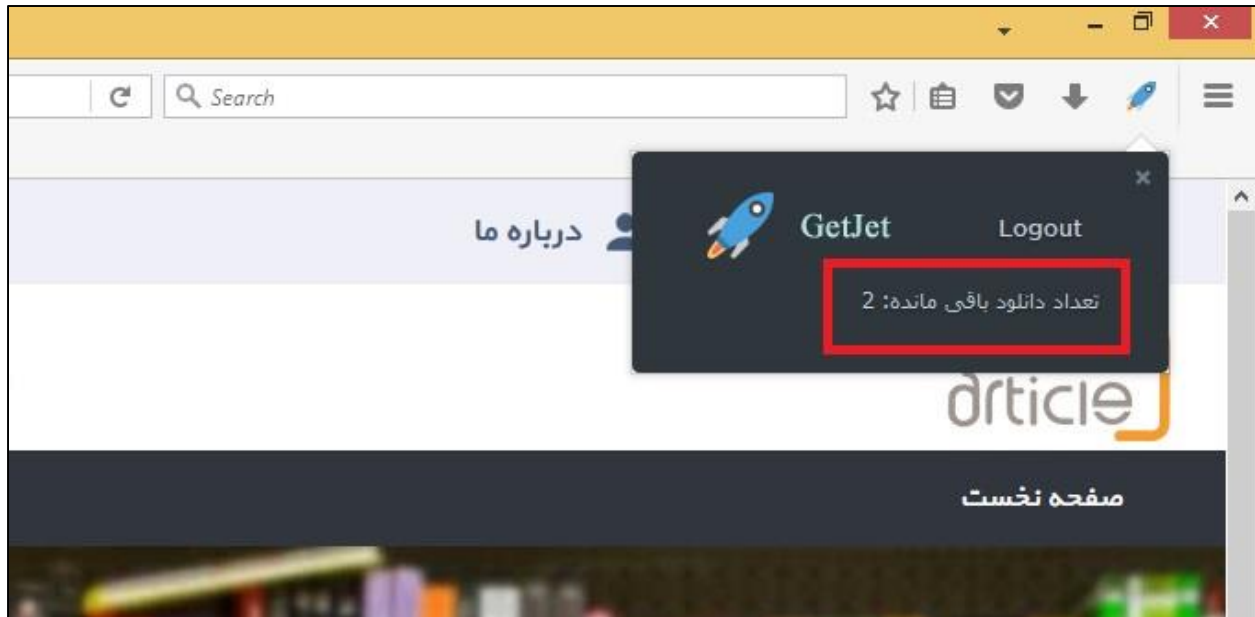 Search
GetJet Logout
درباره ما
تعداد دانلود باقی مانده: 2
article
صفحه نخست